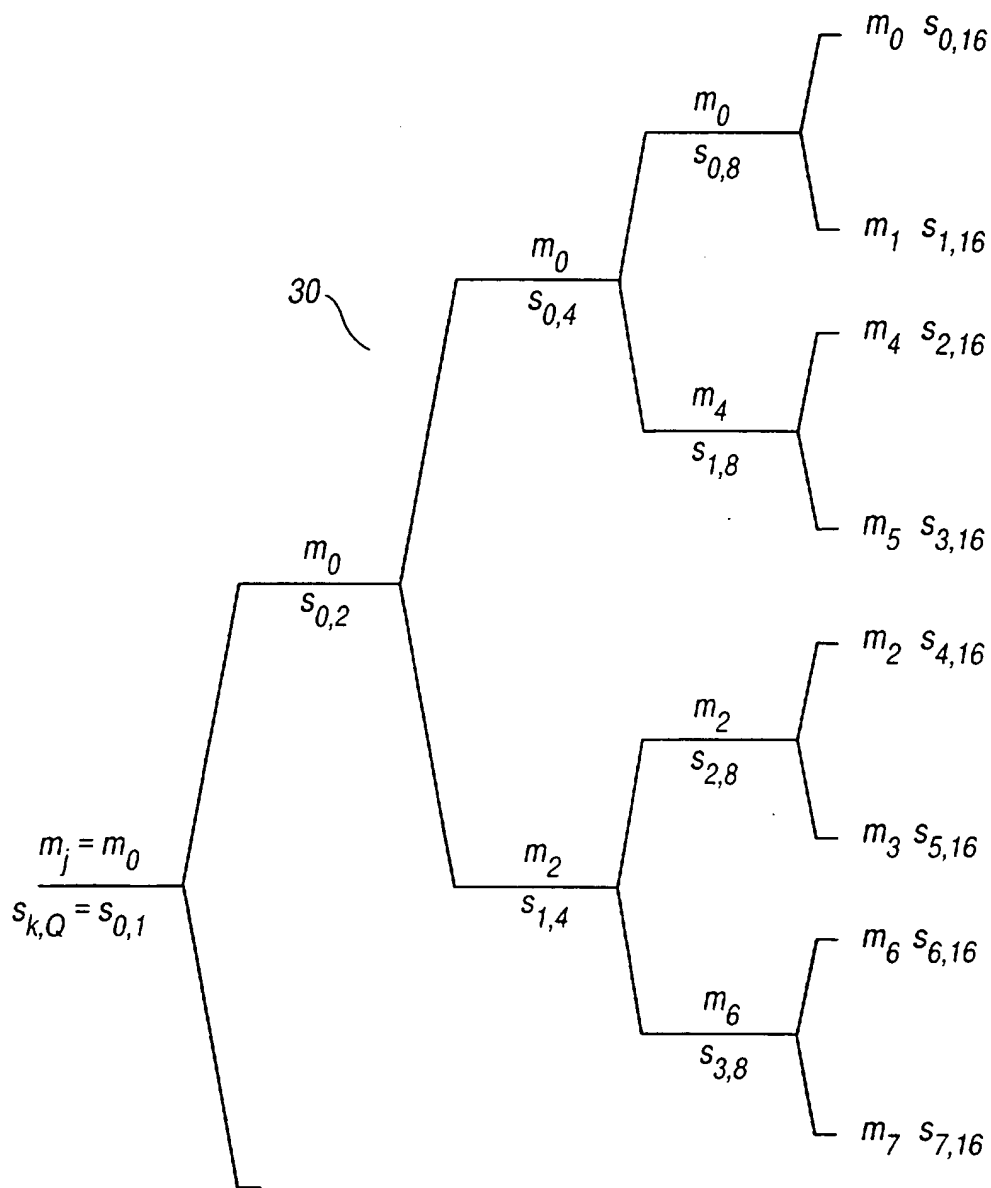 m0 s0,16
m0
s0,8
m1 s1,16
m0
s0,4
30
m4 s2,16
m4
s1,8
m5 s3,16
m0
s0,2
m2 s4,16
m2
s2,8
m3 s5,16
mj = m0
sk,Q = s0,1
m2
s1,4
m6 s6,16
m6
s3,8
m7 s7,16